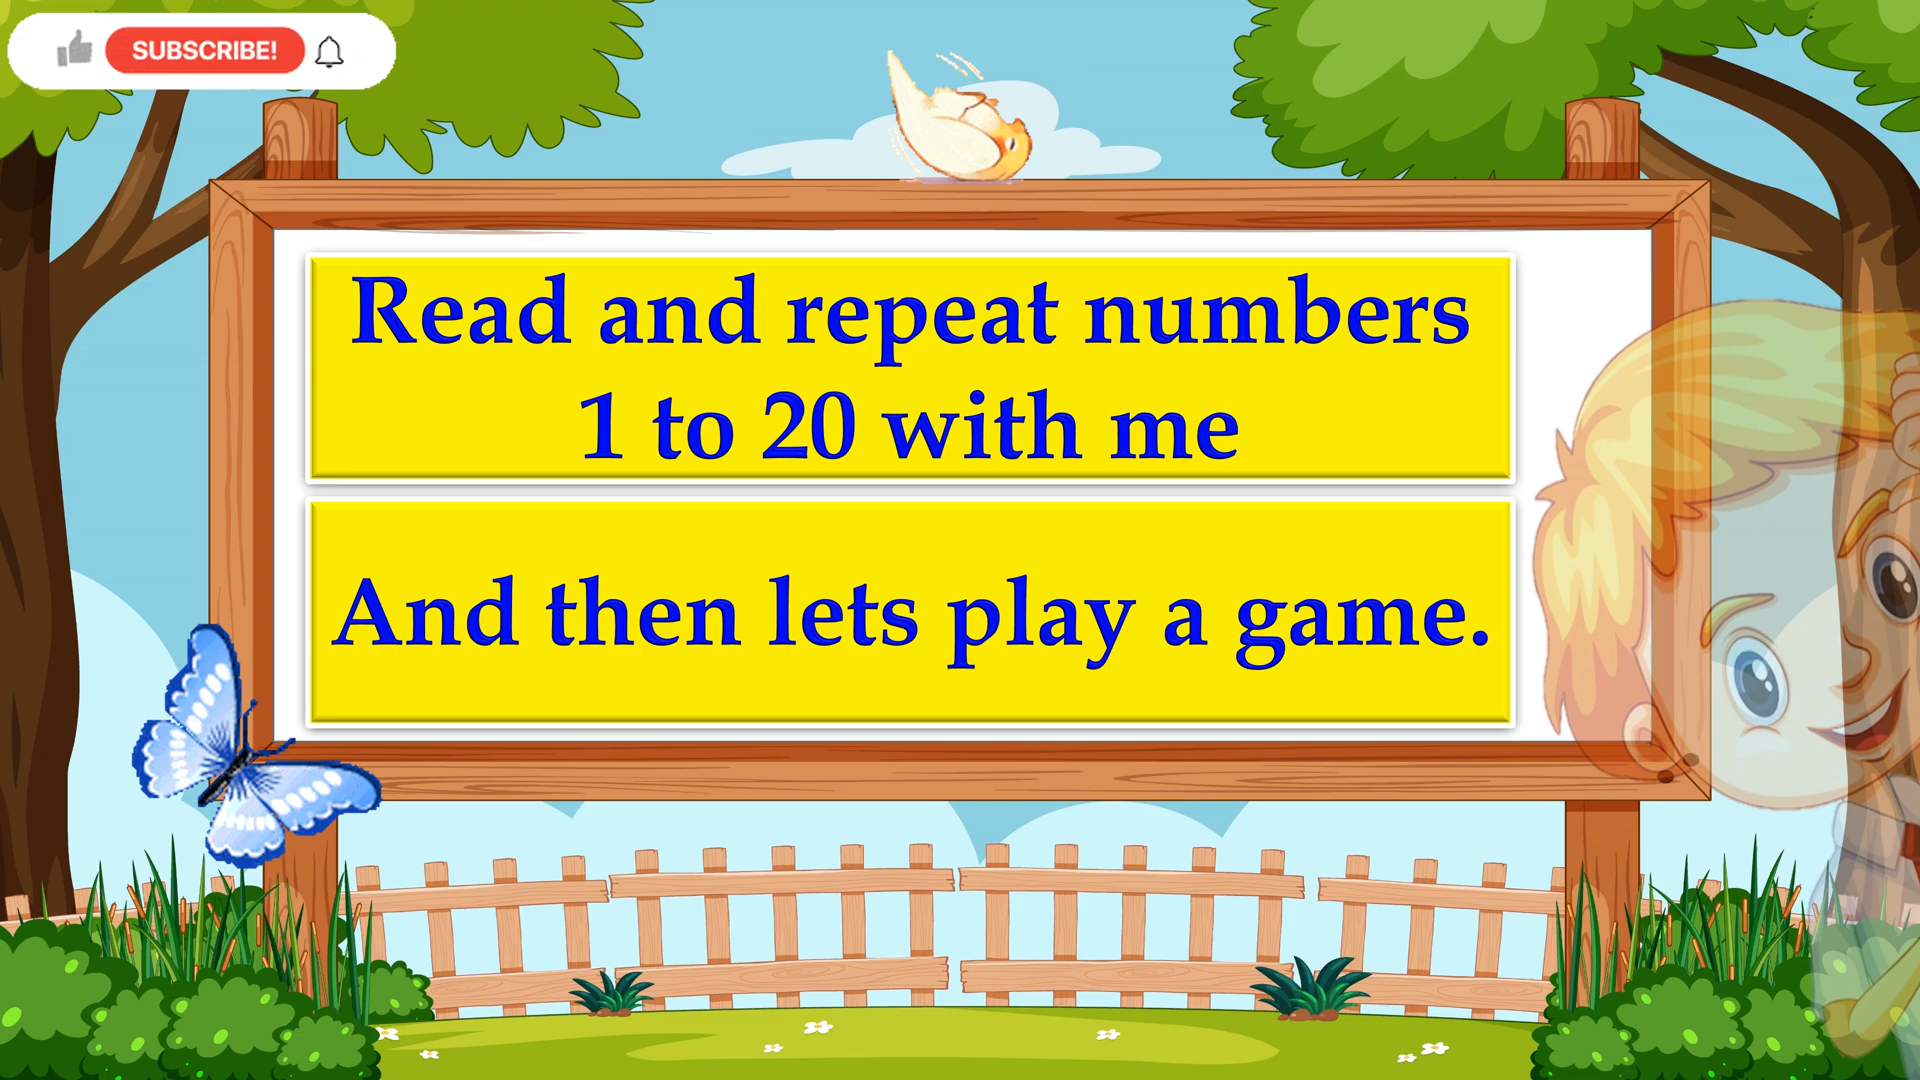 SUBSCRIBE!
Read and repeat numbers
1 to 20 with me
And then lets play a game.